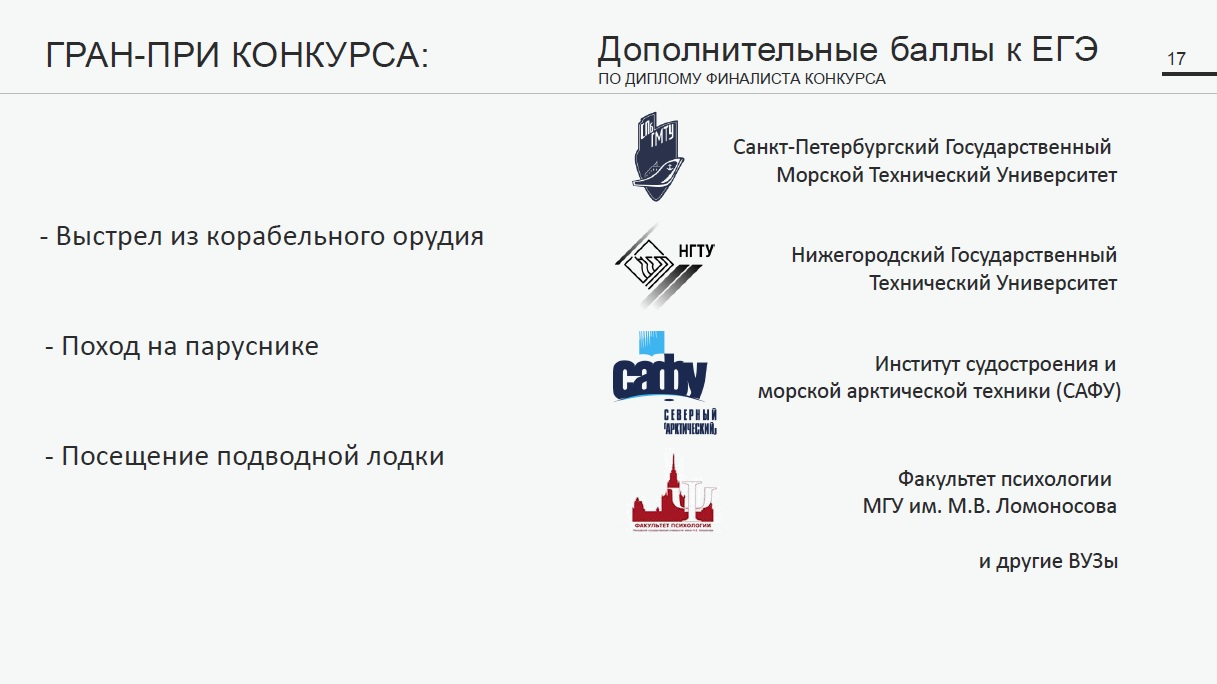 ГРАН-ПРИ КОНКУРСА:
- Выстрел из корабельного орудия
- Поход на паруснике
- Посещение подводной лодки
Дополнительные баллы к ЕГЭ
ПО ДИПЛОМУ ФИНАЛИСТА КОНКУРСА
17
СПбГМТУ
Санкт-Петербургский Государственный
Морской Технический Университет
НГТУ
Нижегородский Государственный
Технический Университет
сафу
СЕВЕРНЫЙ
АРКТИЧЕСКИЙ
Институт судостроения и
морской арктической техники (САФУ)
ФАКУЛЬТЕТ ПСИХОЛОГИИ
Факультет психологии
МГУ им. М.В. Ломоносова
и другие ВУЗы